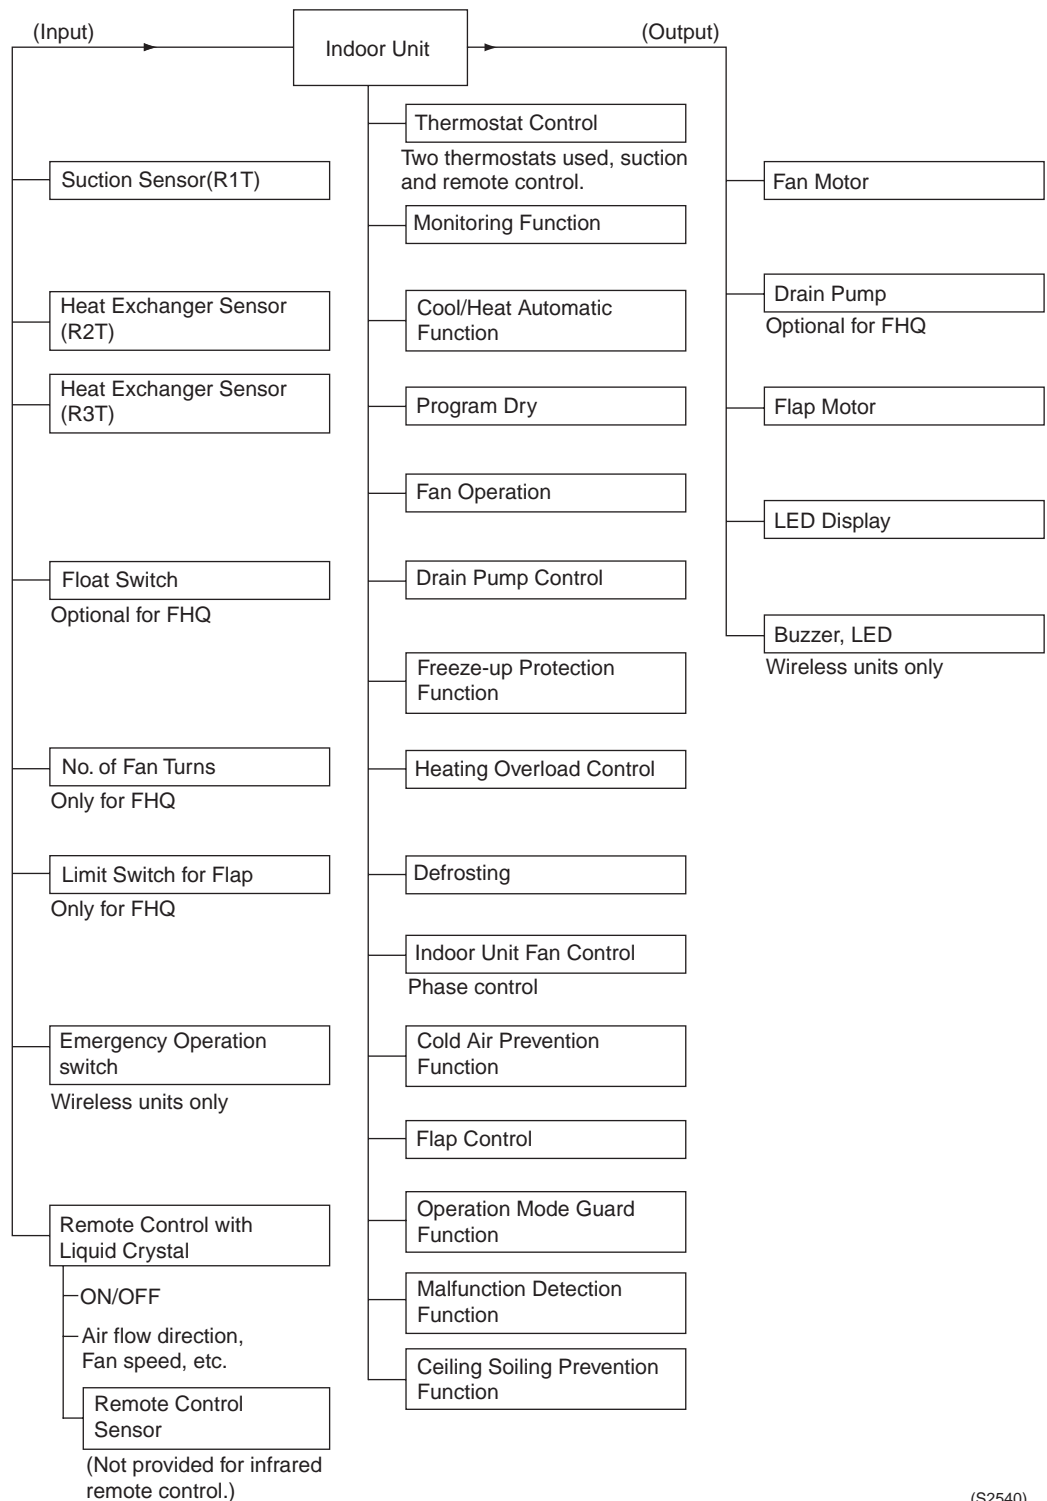 (Input)
Indoor Unit
(Output)
Suction Sensor(R1T)
Heat Exchanger Sensor
(R2T)
Heat Exchanger Sensor
(R3T)
Float Switch
Optional for FHQ
No. of Fan Turns
Only for FHQ
Limit Switch for Flap
Only for FHQ
Emergency Operation
switch
Wireless units only
Remote Control with
Liquid Crystal
ON/OFF
Air flow direction,
Fan speed, etc.
Remote Control
Sensor
(Not provided for infrared
remote control.)
Thermostat Control
Two thermostats used, suction
and remote control.
Monitoring Function
Cool/Heat Automatic
Function
Program Dry
Fan Operation
Drain Pump Control
Freeze-up Protection
Function
Heating Overload Control
Defrosting
Indoor Unit Fan Control
Phase control
Cold Air Prevention
Function
Flap Control
Operation Mode Guard
Function
Malfunction Detection
Function
Ceiling Soiling Prevention
Function
Fan Motor
Drain Pump
Optional for FHQ
Flap Motor
LED Display
Buzzer, LED
Wireless units only
(S2540)